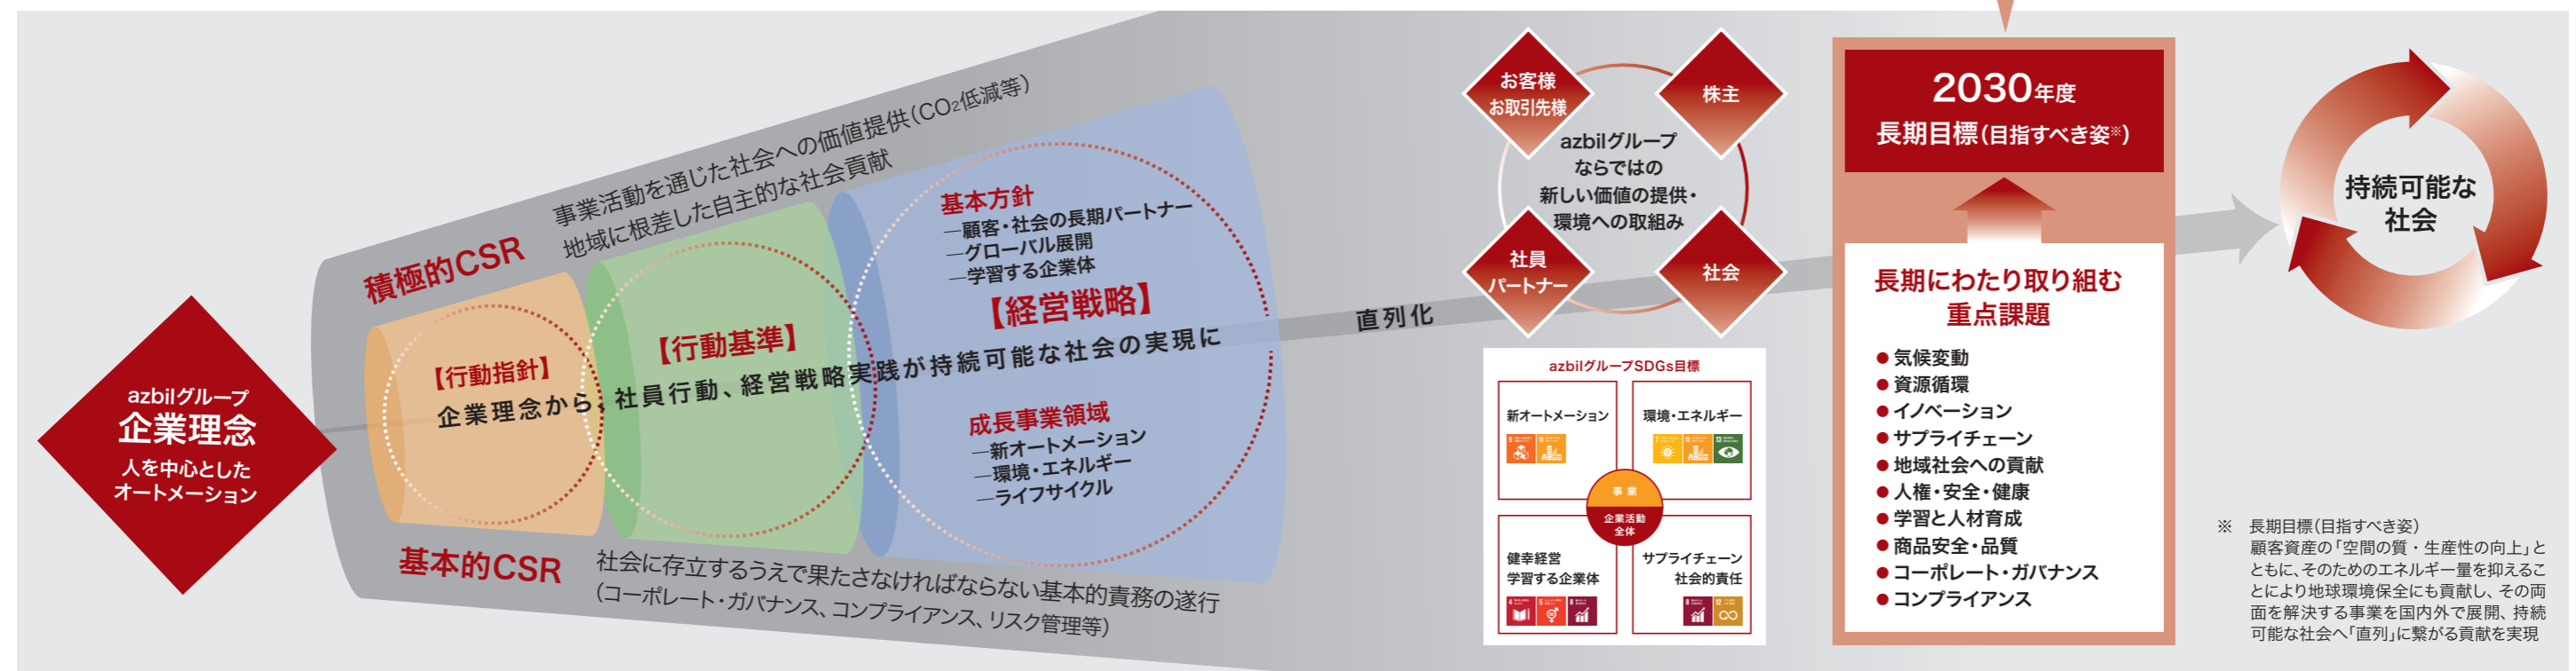 azbilグループ
企業理念
人を中心とした
オートメーション
積極的CSR
事業活動を通じた社会への価値提供（CO₂低減等）
地域に根差した自主的な社会貢献
【行動指針】
【行動基準】
基本方針
―顧客・社会の長期パートナー
―グローバル展開
―学習する企業体
【経営戦略】
企業理念から、社員行動、経営戦略実践が持続可能な社会の実現に
成長事業領域
―新オートメーション
―環境・エネルギー
―ライフサイクル
基本的CSR
社会に存立するうえで果たさなければならない基本的責務の遂行
（コーポレート・ガバナンス、コンプライアンス、リスク管理等）
直列化
お客様
お取引先様
株主
azbilグループ
ならではの
新しい価値の提供・
環境への取組み
社員
パートナー
社会
azbilグループSDGs目標
新オートメーション
環境・エネルギー
9
11
7
11
13
事業
企業活動
全体
健幸経営
学習する企業体
サプライチェーン
社会的責任
4
5
8
8
12
2030年度
長期目標（目指すべき姿※）
長期にわたり取り組む
重点課題
●気候変動
●資源循環
●イノベーション
●サプライチェーン
●地域社会への貢献
●人権・安全・健康
●学習と人材育成
●商品安全・品質
●コーポレート・ガバナンス
●コンプライアンス
持続可能な
社会
※ 長期目標（目指すべき姿）
顧客資産の「空間の質・生産性の向上」と
ともに、そのためのエネルギー量を抑えるこ
とにより地球環境保全にも貢献し、その両
面を解決する事業を国内外で展開、持続
可能な社会へ「直列」に繋がる貢献を実現